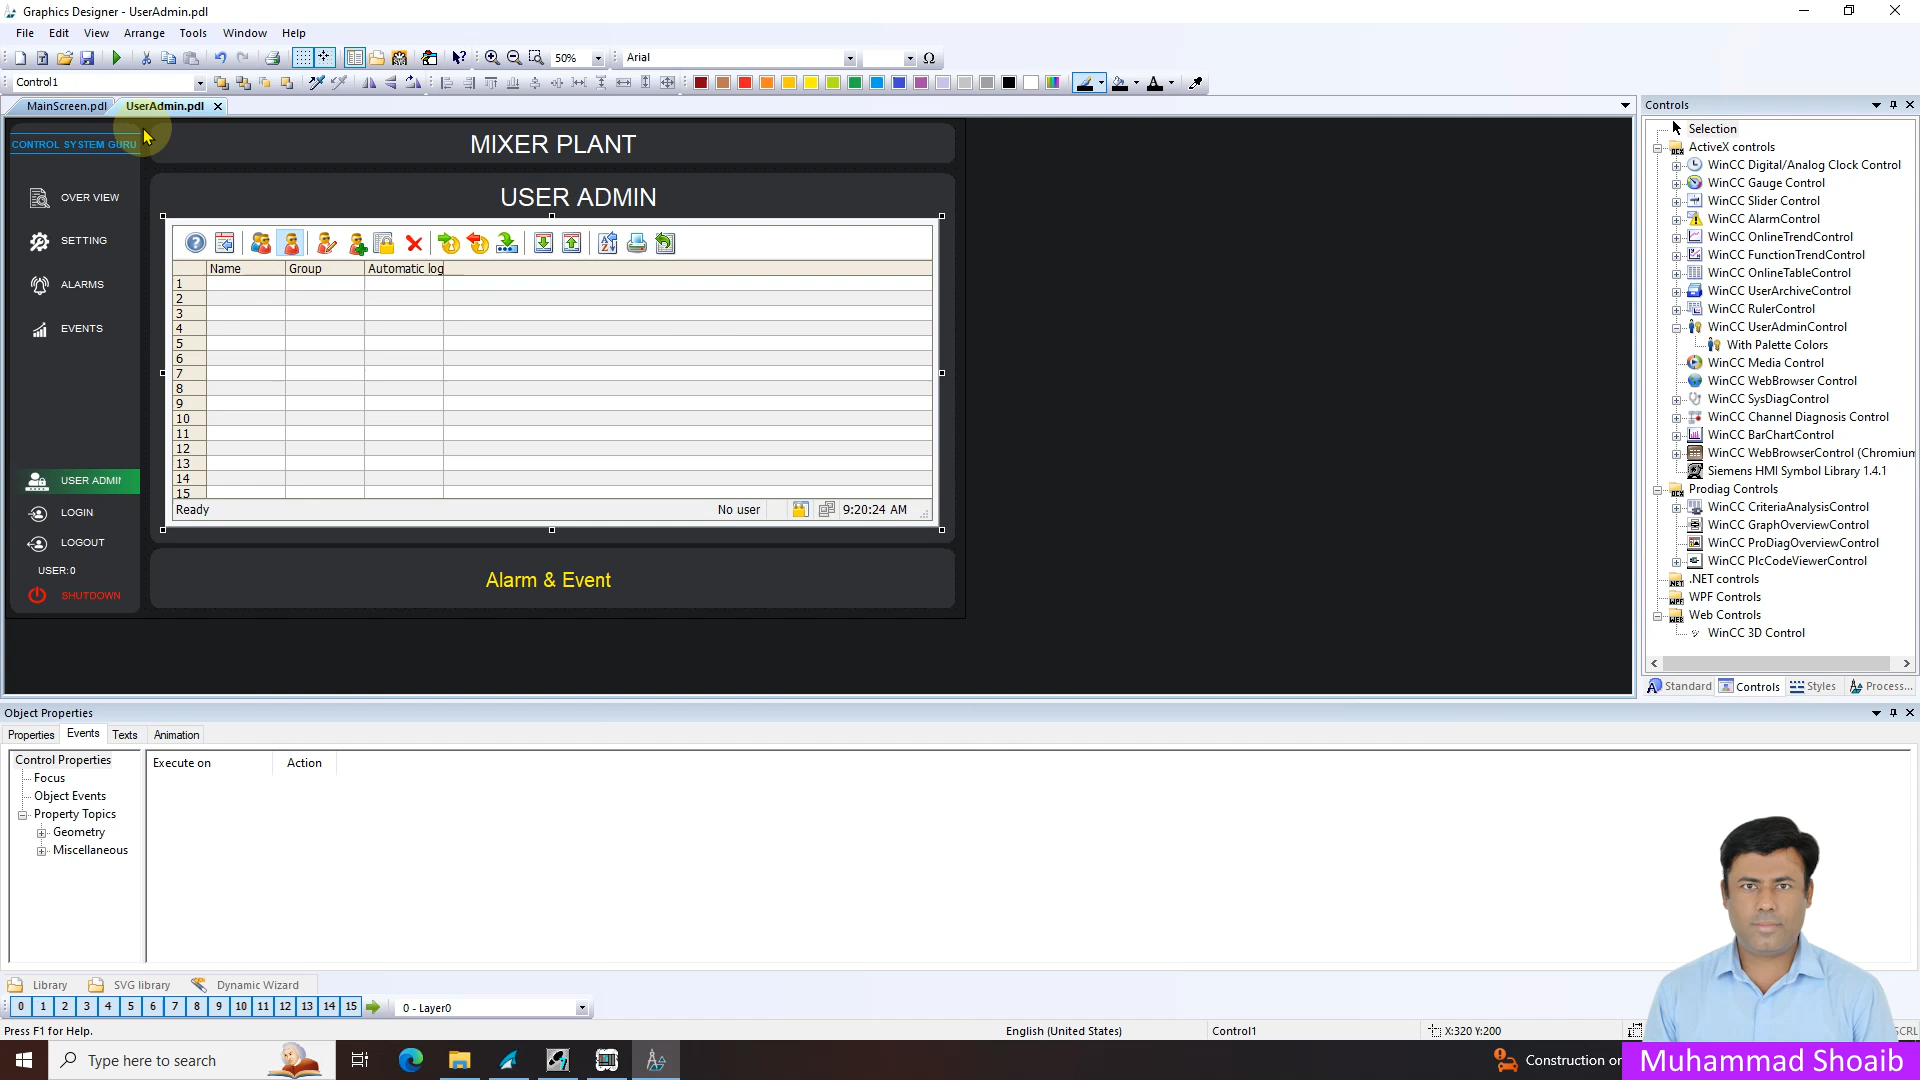 Graphics Designer - UserAdmin.pdl
File Edit View Arrange Tools Window Help
50% Arial Ω
Control1
MainScreen.pdl UserAdmin.pdl
CONTROL SYSTEM GURU
OVER VIEW
SETTING
ALARMS
EVENTS
USER ADMI
LOGIN
LOGOUT
USER:0
SHUTDOWN
MIXER PLANT
USER ADMIN
Name Group Automatic log
1
2
3
4
5
6
7
8
9
10
11
12
13
14
15
Ready No user 9:20:24 AM
Alarm & Event
Controls
Selection
ActiveX controls
WinCC Digital/Analog Clock Control
WinCC Gauge Control
WinCC Slider Control
WinCC AlarmControl
WinCC OnlineTrendControl
WinCC FunctionTrendControl
WinCC OnlineTableControl
WinCC UserArchiveControl
WinCC RulerControl
WinCC UserAdminControl
With Palette Colors
WinCC Media Control
WinCC WebBrowser Control
WinCC SysDiagControl
WinCC Channel Diagnosis Control
WinCC BarChartControl
WinCC WebBrowserControl (Chromium
Siemens HMI Symbol Library 1.4.1
Prodiag Controls
WinCC CriteriaAnalysisControl
WinCC GraphOverviewControl
WinCC ProDiagOverviewControl
WinCC PlcCodeViewerControl
.NET controls
WPF Controls
Web Controls
WinCC 3D Control
Standard Controls Styles Process...
Object Properties
Properties Events Texts Animation
Control Properties
Focus
Object Events
Property Topics
Geometry
Miscellaneous
Execute on Action
Library SVG library Dynamic Wizard
0 1 2 3 4 5 6 7 8 9 10 11 12 13 14 15 0 - Layer0
Press F1 for Help. English (United States) Control1 X:320 Y:200 SCRL
Type here to search
Construction or
Muhammad Shoaib